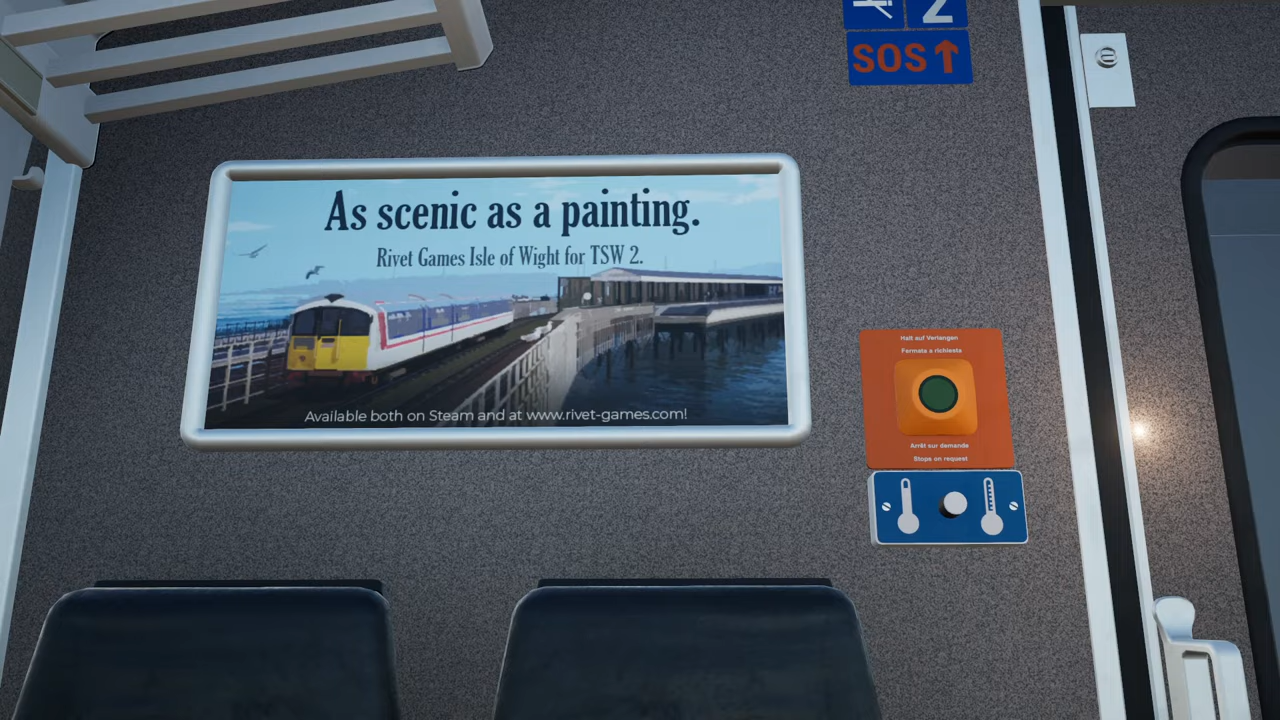 2
SOS↑
As scenic as a painting.
Rivet Games Isle of Wight for TSW 2.
Available both on Steam and at www.rivet-games.com!
Halt auf Verlangen
Fermata a richiesta
Arrêt sur demande
Stops on request